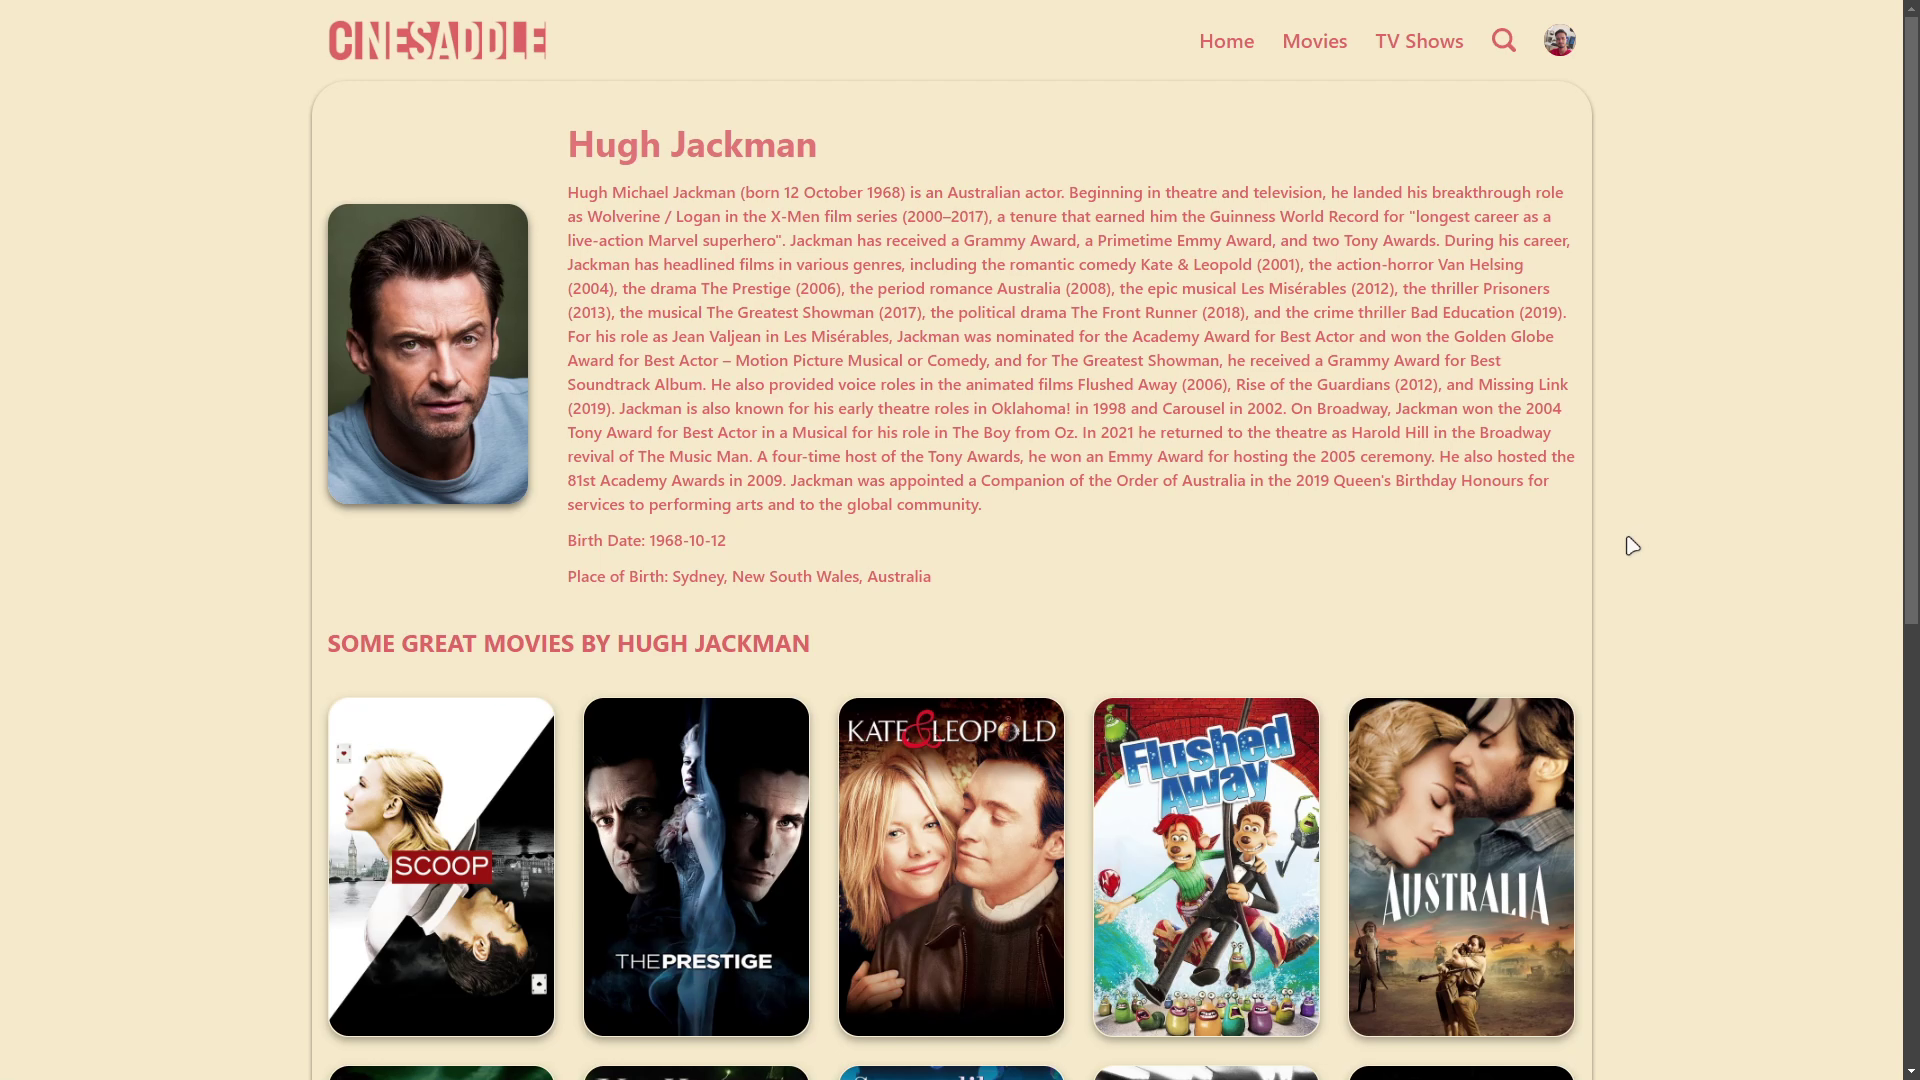 CINESADDLE
Home
Movies
TV Shows
Hugh Jackman
Hugh Michael Jackman (born 12 October 1968) is an Australian actor. Beginning in theatre and television, he landed his breakthrough role
as Wolverine / Logan in the X-Men film series (2000–2017), a tenure that earned him the Guinness World Record for "longest career as a
live-action Marvel superhero". Jackman has received a Grammy Award, a Primetime Emmy Award, and two Tony Awards. During his career,
Jackman has headlined films in various genres, including the romantic comedy Kate & Leopold (2001), the action-horror Van Helsing
(2004), the drama The Prestige (2006), the period romance Australia (2008), the epic musical Les Misérables (2012), the thriller Prisoners
(2013), the musical The Greatest Showman (2017), the political drama The Front Runner (2018), and the crime thriller Bad Education (2019).
For his role as Jean Valjean in Les Misérables, Jackman was nominated for the Academy Award for Best Actor and won the Golden Globe
Award for Best Actor – Motion Picture Musical or Comedy, and for The Greatest Showman, he received a Grammy Award for Best
Soundtrack Album. He also provided voice roles in the animated films Flushed Away (2006), Rise of the Guardians (2012), and Missing Link
(2019). Jackman is also known for his early theatre roles in Oklahoma! in 1998 and Carousel in 2002. On Broadway, Jackman won the 2004
Tony Award for Best Actor in a Musical for his role in The Boy from Oz. In 2021 he returned to the theatre as Harold Hill in the Broadway
revival of The Music Man. A four-time host of the Tony Awards, he won an Emmy Award for hosting the 2005 ceremony. He also hosted the
81st Academy Awards in 2009. Jackman was appointed a Companion of the Order of Australia in the 2019 Queen's Birthday Honours for
services to performing arts and to the global community.
Birth Date: 1968-10-12
Place of Birth: Sydney, New South Wales, Australia
SOME GREAT MOVIES BY HUGH JACKMAN
SCOOP
THE PRESTIGE
KATE & LEOPOLD
Flushed
Away
AUSTRALIA